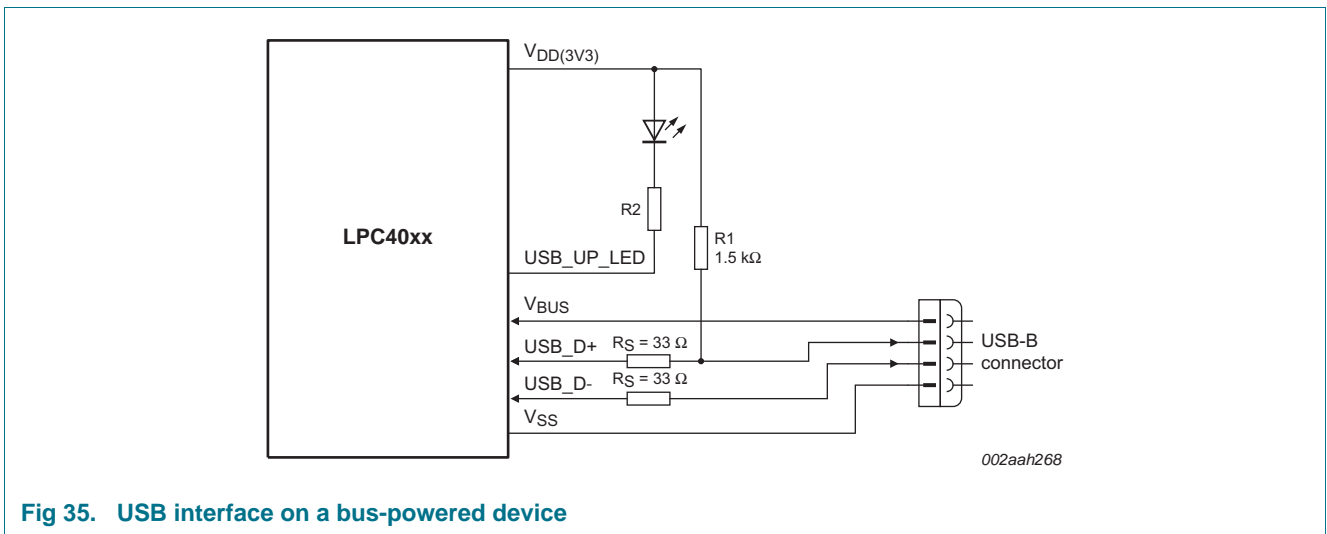 VDD(3V3)
R2
LPC40xx
R1
1.5 kΩ
USB_UP_LED
VBUS
USB_D+ RS = 33 Ω
USB-B
connector
USB_D- RS = 33 Ω
VSS
002aah268
Fig 35. USB interface on a bus-powered device